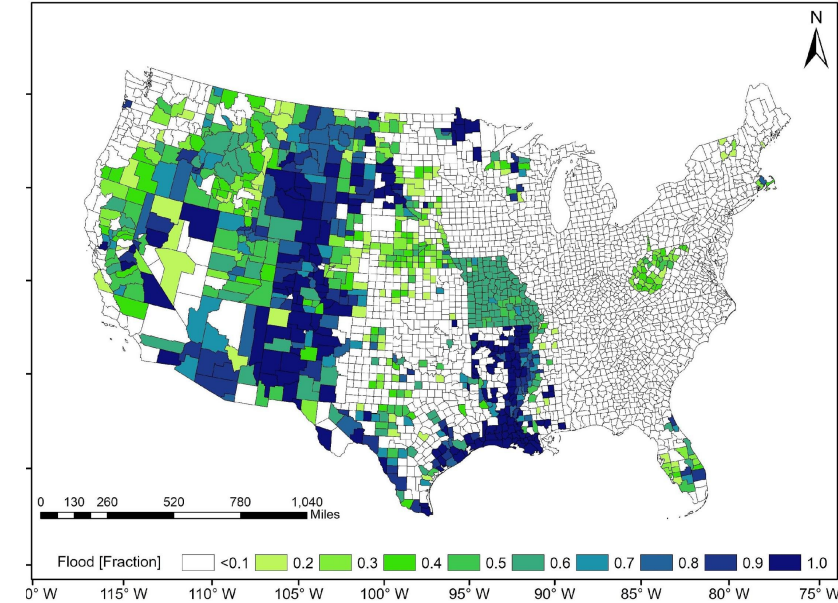 N
0 130 260 520 780 1,040
Miles
Flood [Fraction] <0.1 0.2 0.3 0.4 0.5 0.6 0.7 0.8 0.9 1.0
0° W 115° W 110° W 105° W 100° W 95° W 90° W 85° W 80° W 75° W